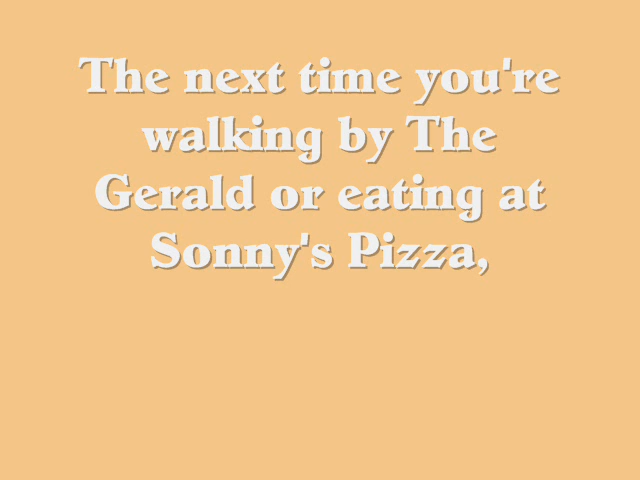 The next time you're
walking by The
Gerald or eating at
Sonny's Pizza,